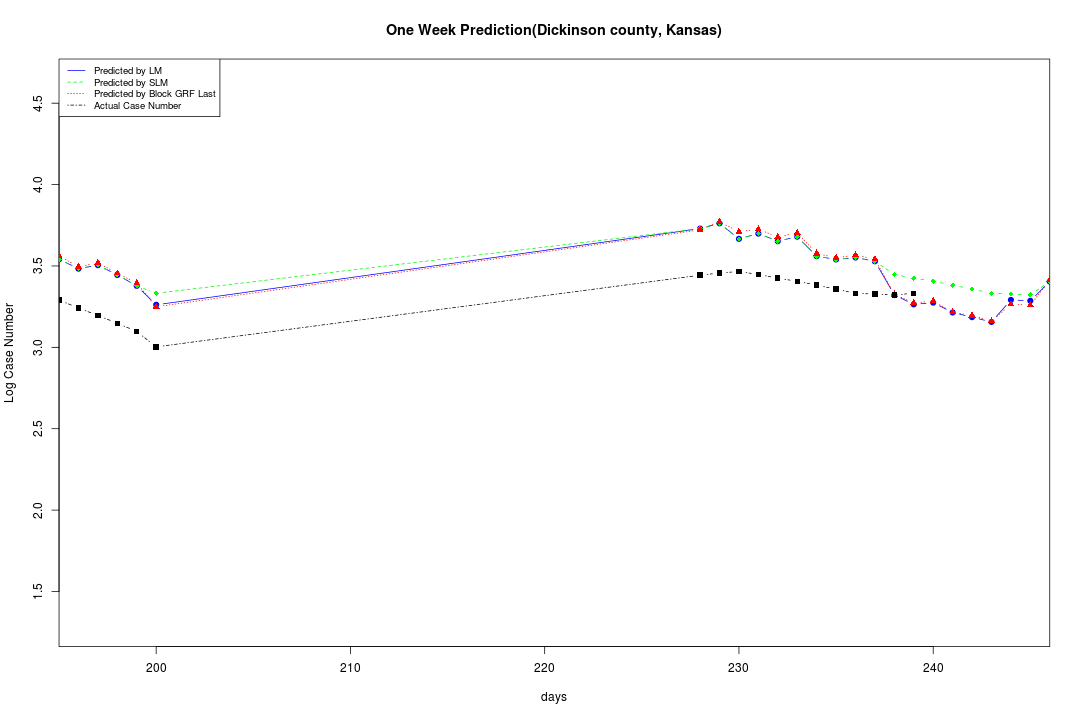 One Week Prediction(Dickinson county, Kansas)
Predicted by LM
Predicted by SLM
Predicted by Block GRF Last
Actual Case Number
4.5
4.0
3.5
3.0
2.5
2.0
1.5
Log Case Number
200 210 220 230 240
days